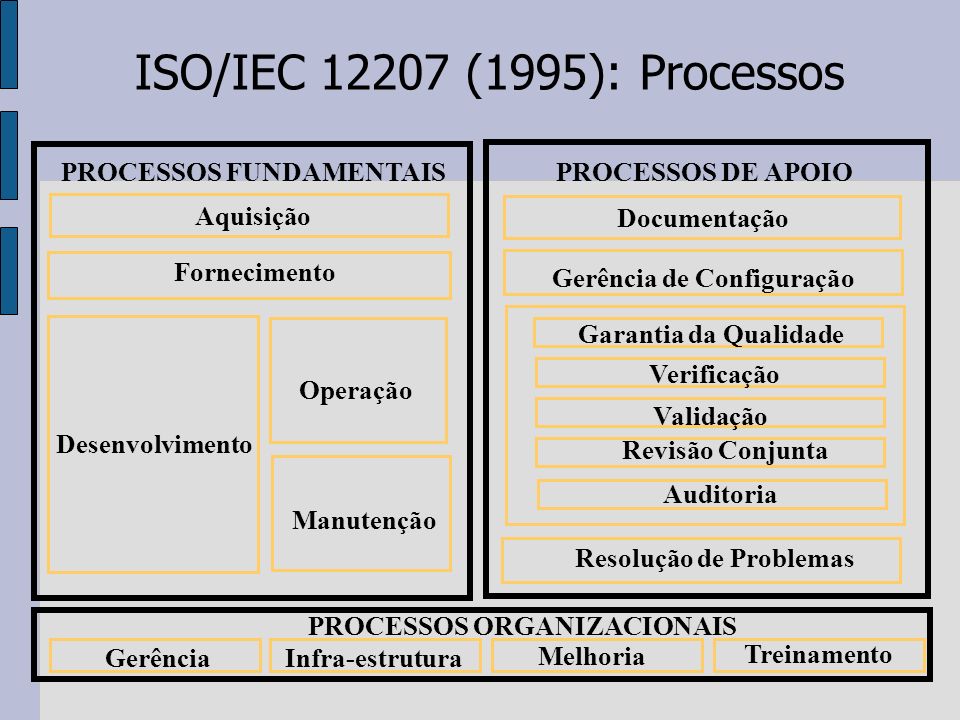 ISO/IEC 12207 (1995): Processos
PROCESSOS FUNDAMENTAIS
Aquisição
Fornecimento
Desenvolvimento
Operação
Manutenção
PROCESSOS DE APOIO
Documentação
Gerência de Configuração
Garantia da Qualidade
Verificação
Validação
Revisão Conjunta
Auditoria
Resolução de Problemas
PROCESSOS ORGANIZACIONAIS
Gerência
Infra-estrutura
Melhoria
Treinamento